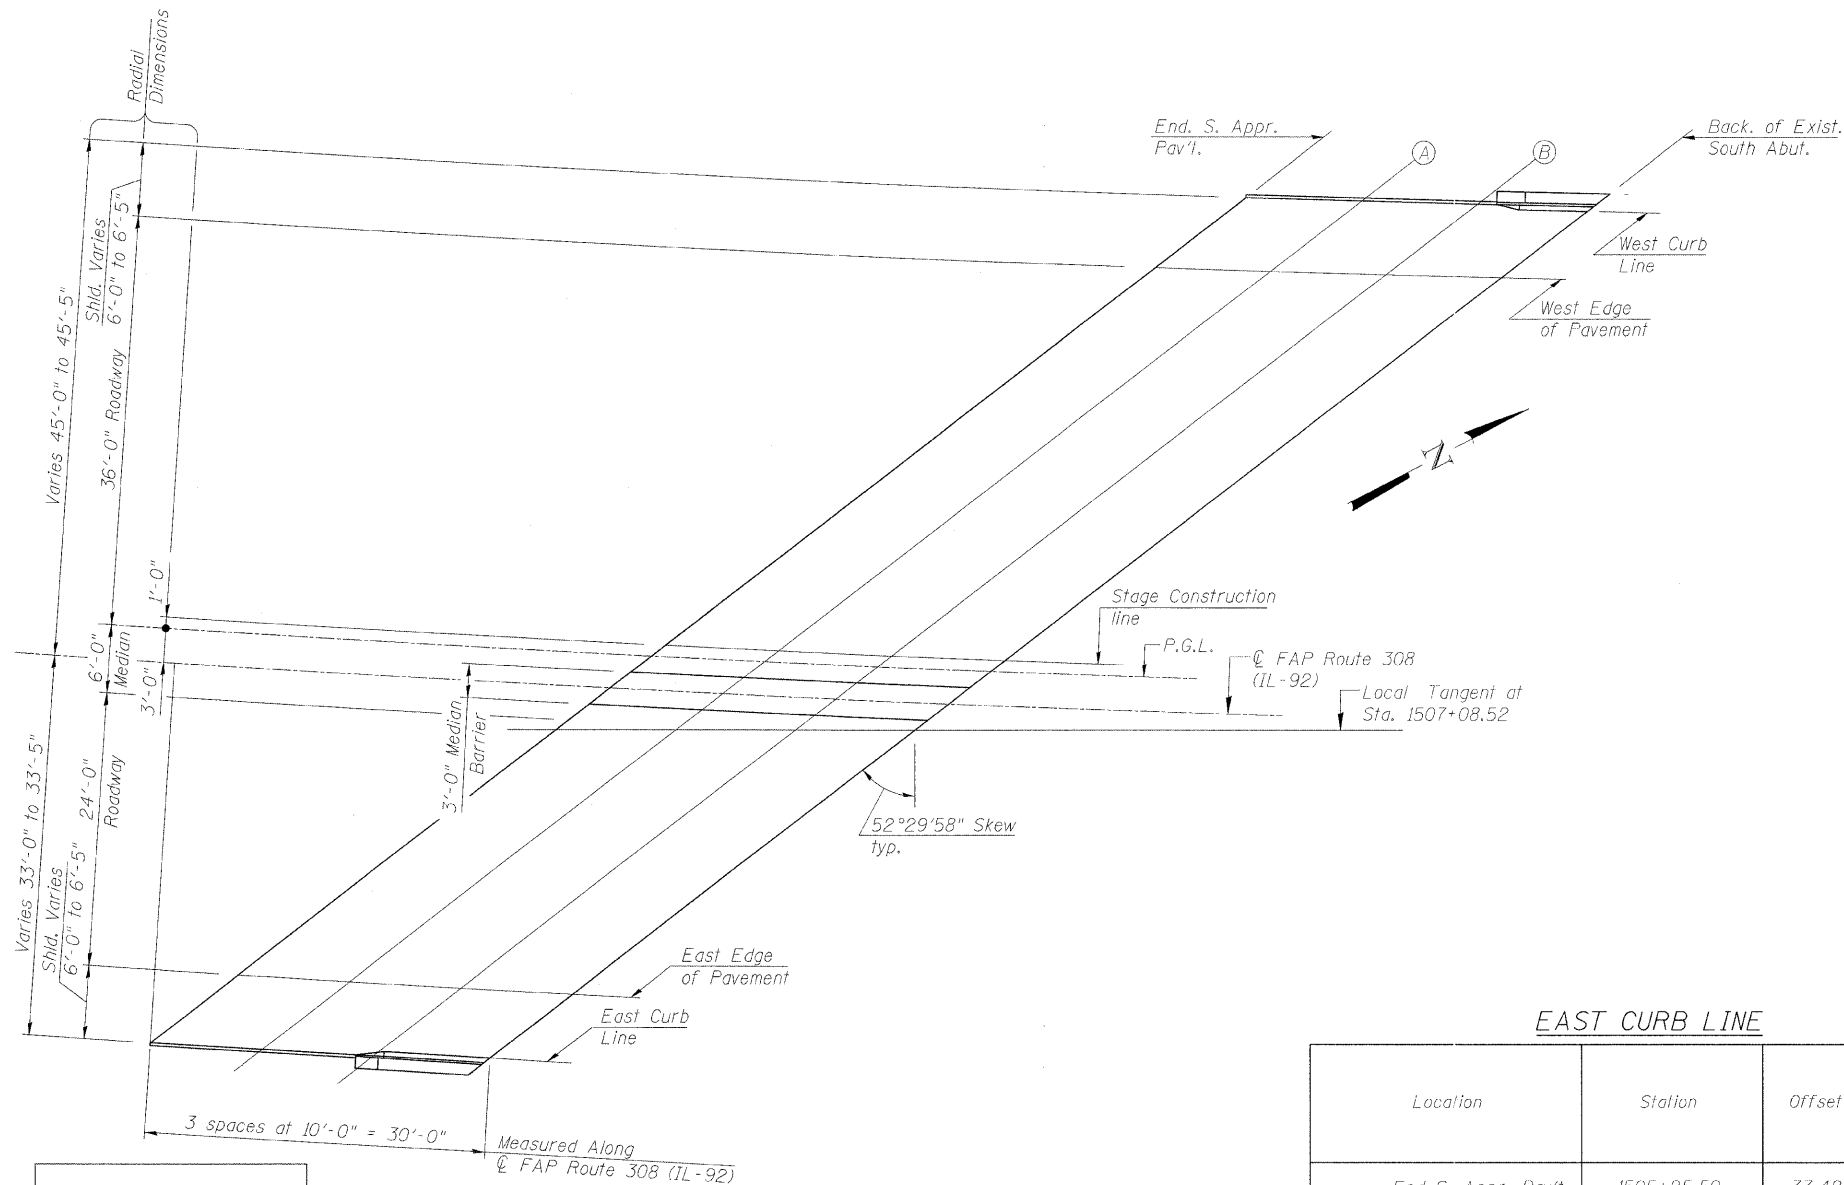 Radial
Dimensions
End. S. Appr.
Pav't.
A
B
Back. of Exist.
South Abut.
West Curb
Line
West Edge
of Pavement
Varies 45'-0" to 45'-5"
Shld. Varies
6'-0" to 6'-5"
36'-0" Roadway
1'-0"
6'-0"
Median
3'-0"
N
Stage Construction
line
P.G.L.
℄ FAP Route 308
(IL-92)
Local Tangent at
Sta. 1507+08.52
3'-0" Median
Barrier
52°29'58" Skew
typ.
Varies 33'-0" to 33'-5"
24'-0"
Roadway
Shld. Varies
6'-0" to 6'-5"
East Edge
of Pavement
East Curb
Line
3 spaces at 10'-0" = 30'-0"
Measured Along
℄ FAP Route 308 (IL-92)
EAST CURB LINE
Location
Station
Offset